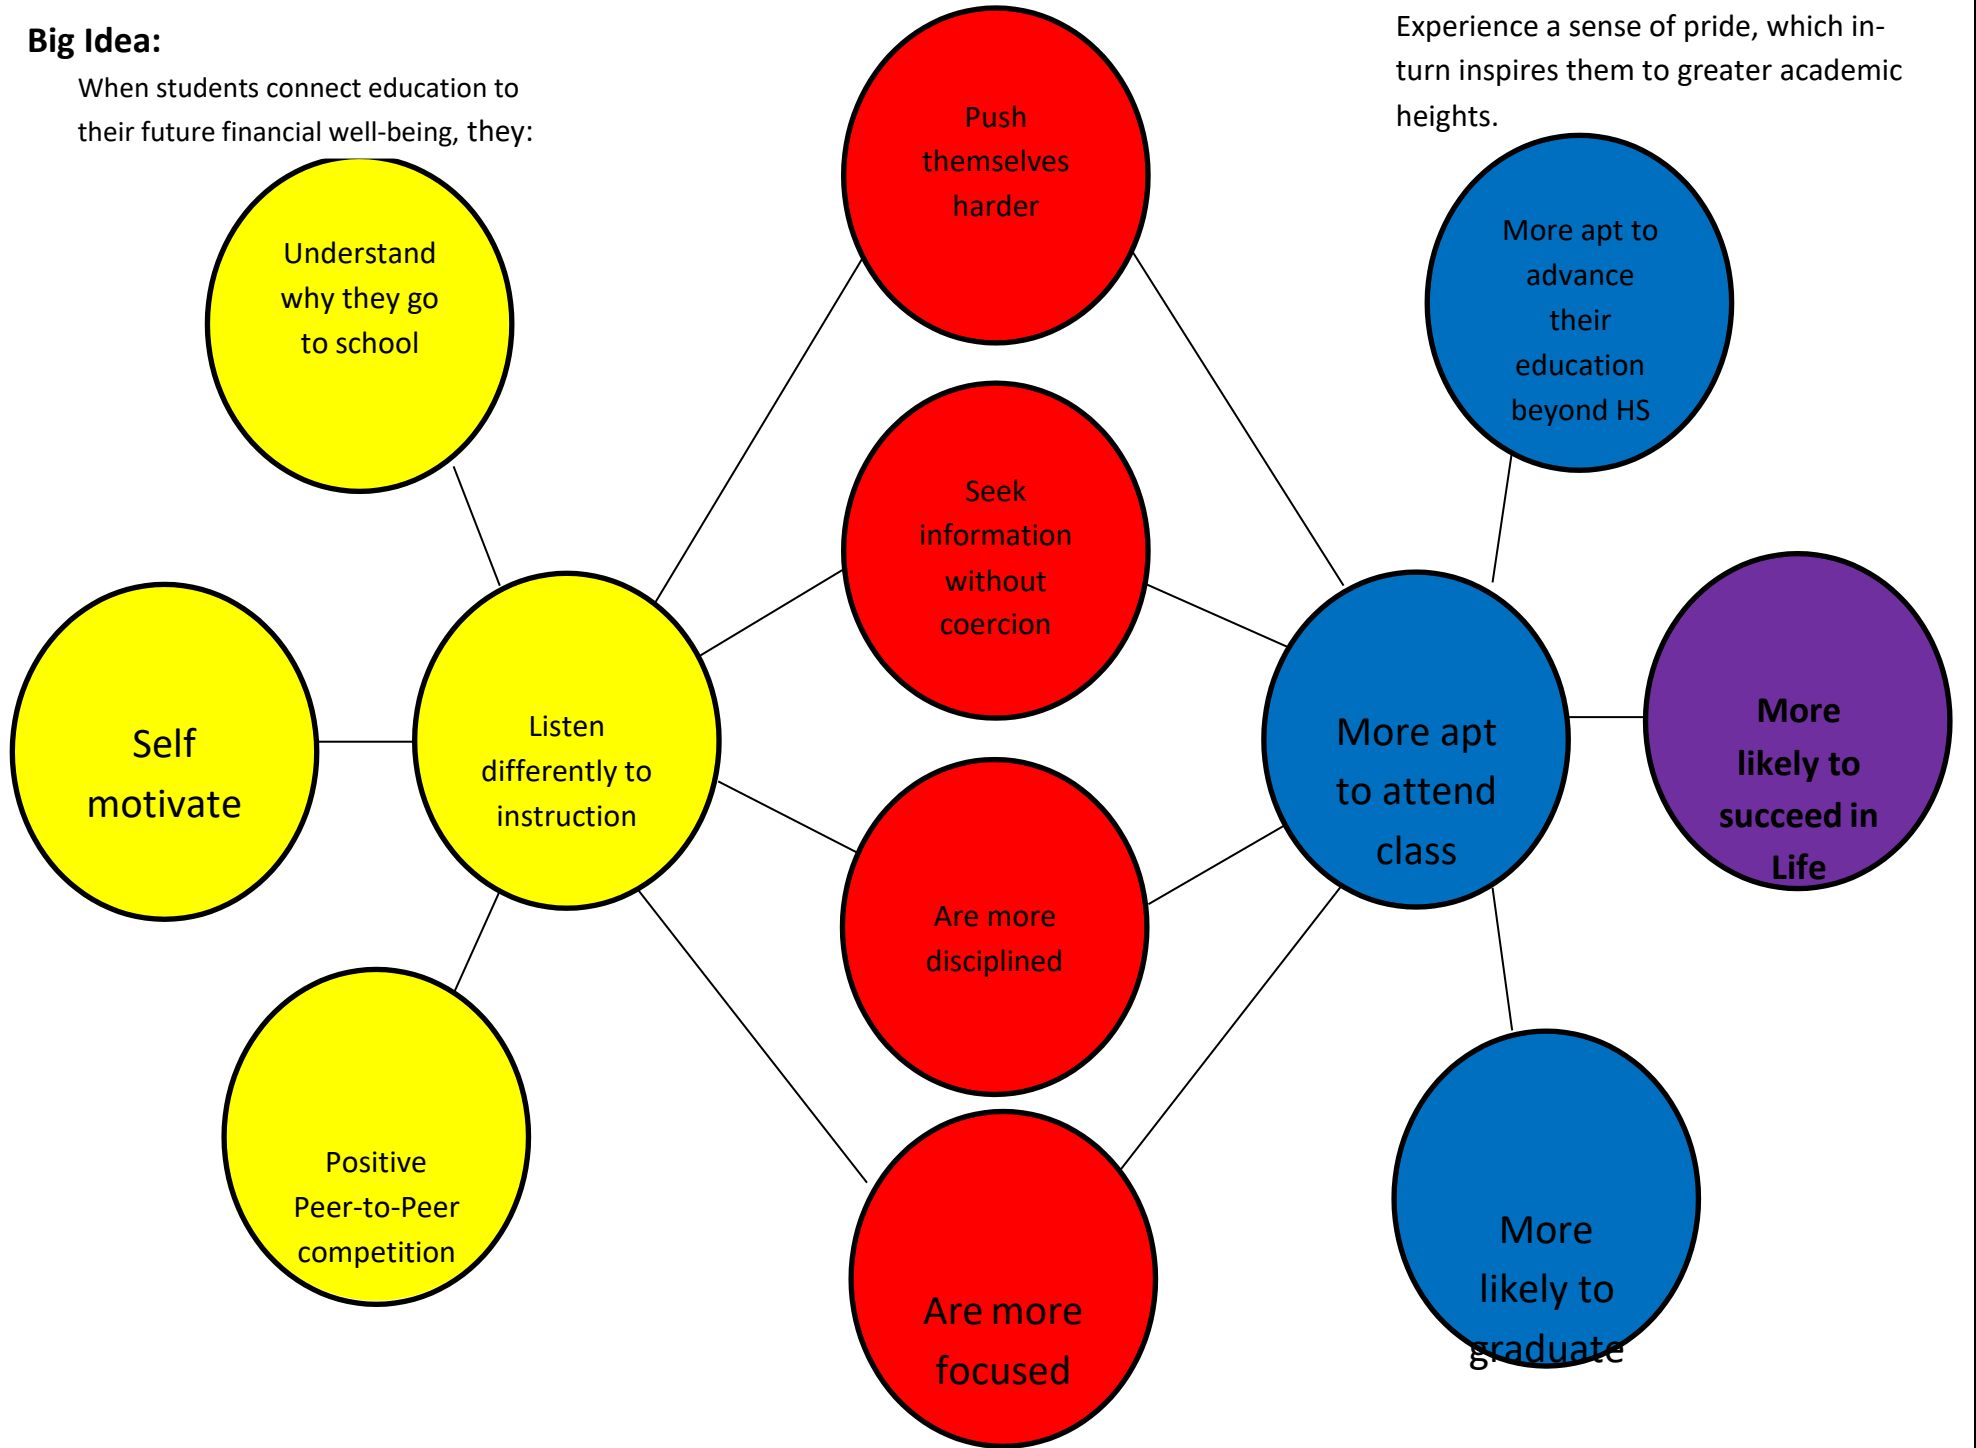 Big Idea:
When students connect education to
their future financial well-being, they:
Experience a sense of pride, which in-
turn inspires them to greater academic
heights.
Understand
why they go
to school
Self
motivate
Listen
differently to
instruction
Positive
Peer-to-Peer
competition
Push
themselves
harder
Seek
information
without
coercion
Are more
disciplined
Are more
focused
More apt to
advance
their
education
beyond HS
More apt
to attend
class
More
likely to
graduate
More
likely to
succeed in
Life